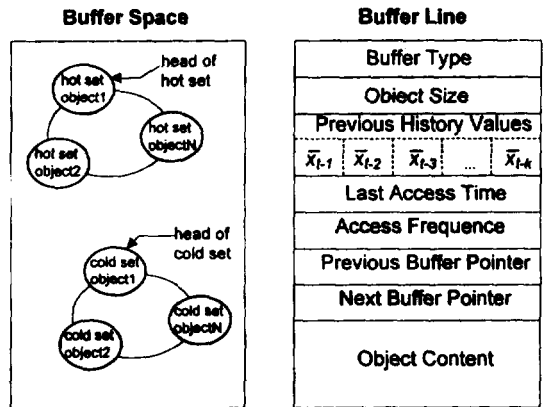 Buffer Space
head of
hot set
hot set
object1
hot set
objectN
hot set
object2
head of
cold set
cold set
object1
cold set
objectN
cold set
object2
Buffer Line
Buffer Type
Object Size
Previous History Values
x̄t-1 x̄t-2 x̄t-3 ... x̄t-k
Last Access Time
Access Frequence
Previous Buffer Pointer
Next Buffer Pointer
Object Content